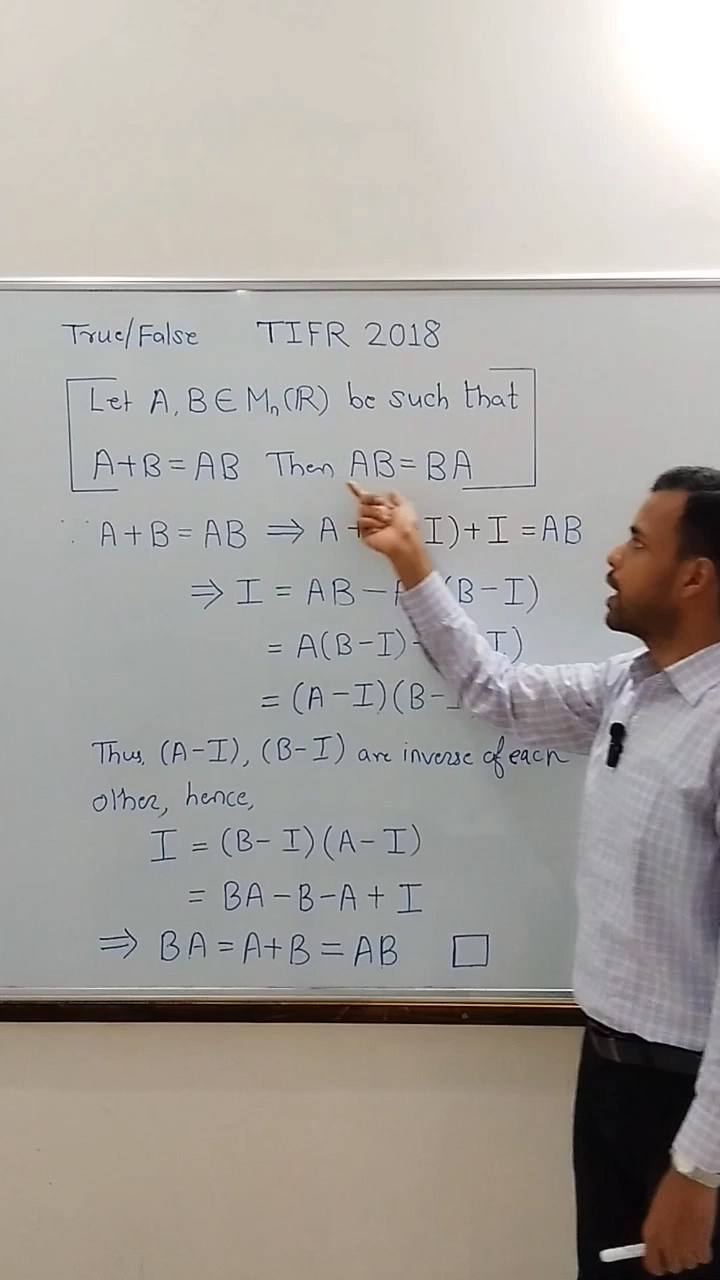 True/False TIFR 2018
Let A, B ∈ Mₙ(ℝ) be such that
A+B = AB Then AB = BA
∵ A+B = AB ⇒ A + I) + I = AB
⇒ I = AB - (B-I)
= A(B-I) - I)
= (A-I)(B-
Thus, (A-I), (B-I) are inverse of each
other, hence,
I = (B-I)(A-I)
= BA-B-A+I
⇒ BA = A+B = AB □